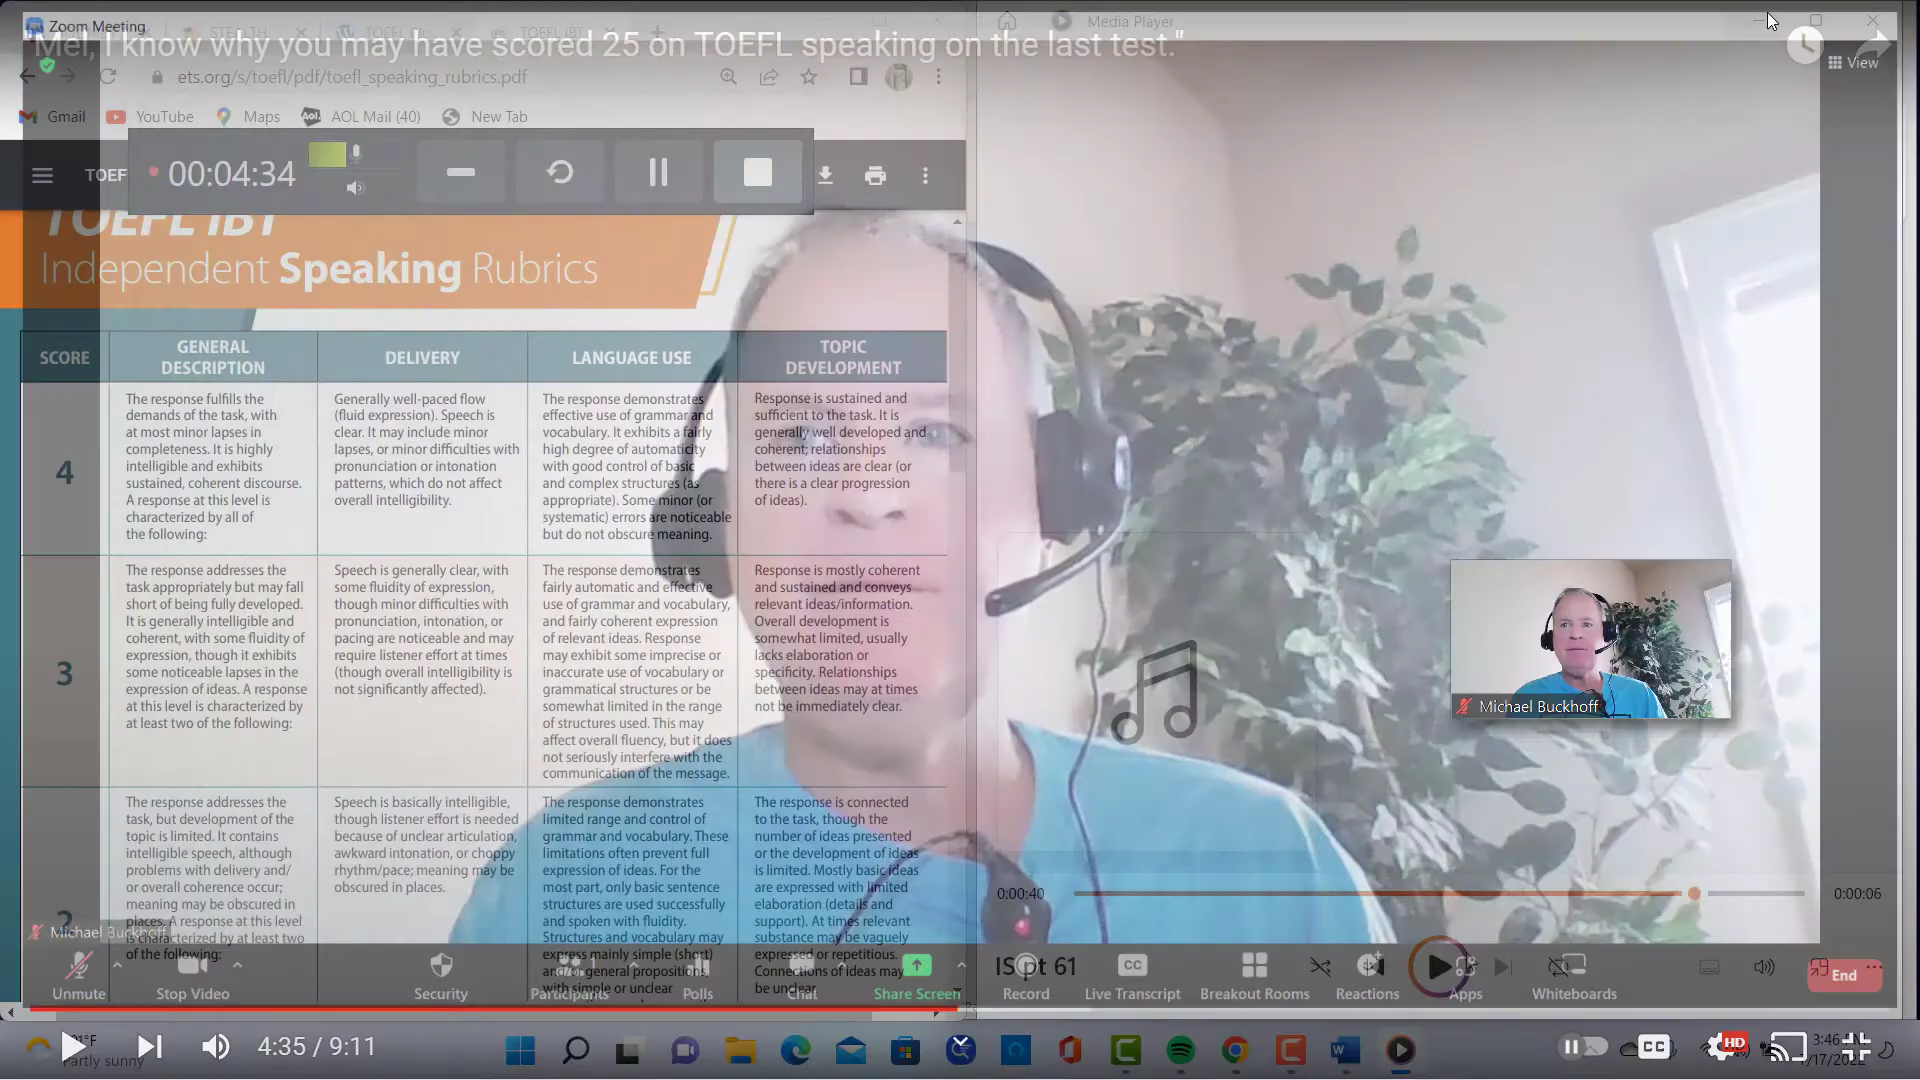 Zoom Meeting
"Mel, I know why you may have scored 25 on TOEFL speaking on the last test."
Media Player
View
ets.org/s/toefl/pdf/toefl_speaking_rubrics.pdf
Gmail
YouTube
Maps
AOL Mail (40)
New Tab
TOEF
00:04:34
TOEFL iBT
Independent Speaking Rubrics
SCORE
GENERAL
DESCRIPTION
DELIVERY
LANGUAGE USE
TOPIC
DEVELOPMENT
4
The response fulfills the
demands of the task, with
at most minor lapses in
completeness. It is highly
intelligible and exhibits
sustained, coherent discourse.
A response at this level is
characterized by all of
the following:
Generally well-paced flow
(fluid expression). Speech is
clear. It may include minor
lapses, or minor difficulties with
pronunciation or intonation
patterns, which do not affect
overall intelligibility.
The response demonstrates
effective use of grammar and
vocabulary. It exhibits a fairly
high degree of automaticity
with good control of basic
and complex structures (as
appropriate). Some minor (or
systematic) errors are noticeable
but do not obscure meaning.
Response is sustained and
sufficient to the task. It is
generally well developed and
coherent; relationships
between ideas are clear (or
there is a clear progression
of ideas).
3
The response addresses the
task appropriately but may fall
short of being fully developed.
It is generally intelligible and
coherent, with some fluidity of
expression, though it exhibits
some noticeable lapses in the
expression of ideas. A response
at this level is characterized by
at least two of the following:
Speech is generally clear, with
some fluidity of expression,
though minor difficulties with
pronunciation, intonation, or
pacing are noticeable and may
require listener effort at times
(though overall intelligibility is
not significantly affected).
The response demonstrates
fairly automatic and effective
use of grammar and vocabulary,
and fairly coherent expression
of relevant ideas. Response
may exhibit some imprecise or
inaccurate use of vocabulary or
grammatical structures or be
somewhat limited in the range
of structures used. This may
affect overall fluency, but it does
not seriously interfere with the
communication of the message.
Response is mostly coherent
and sustained and conveys
relevant ideas/information.
Overall development is
somewhat limited, usually
lacks elaboration or
specificity. Relationships
between ideas may at times
not be immediately clear.
2
The response addresses the
task, but development of the
topic is limited. It contains
intelligible speech, although
problems with delivery and/
or overall coherence occur;
meaning may be obscured in
places. A response at this level
is characterized by at least two
of the following:
Speech is basically intelligible,
though listener effort is needed
because of unclear articulation,
awkward intonation, or choppy
rhythm/pace; meaning may be
obscured in places.
The response demonstrates
limited range and control of
grammar and vocabulary. These
limitations often prevent full
expression of ideas. For the
most part, only basic sentence
structures are used successfully
and spoken with fluidity.
Structures and vocabulary may
express mainly simple (short)
and/or general propositions,
with simple or unclear
The response is connected
to the task, though the
number of ideas presented
or the development of ideas
is limited. Mostly basic ideas
are expressed with limited
elaboration (details and
support). At times relevant
substance may be vaguely
expressed or repetitious.
Connections of ideas may
be unclear
Michael Buckhoff
Michael Buckhoff
0:00:40
0:00:06
IS pt 61
Unmute
Stop Video
Security
Participants
Polls
Chat
Share Screen
Record
CC
Live Transcript
Breakout Rooms
Reactions
Apps
Whiteboards
End
Partly sunny
4:35 / 9:11
CC
HD
3:46